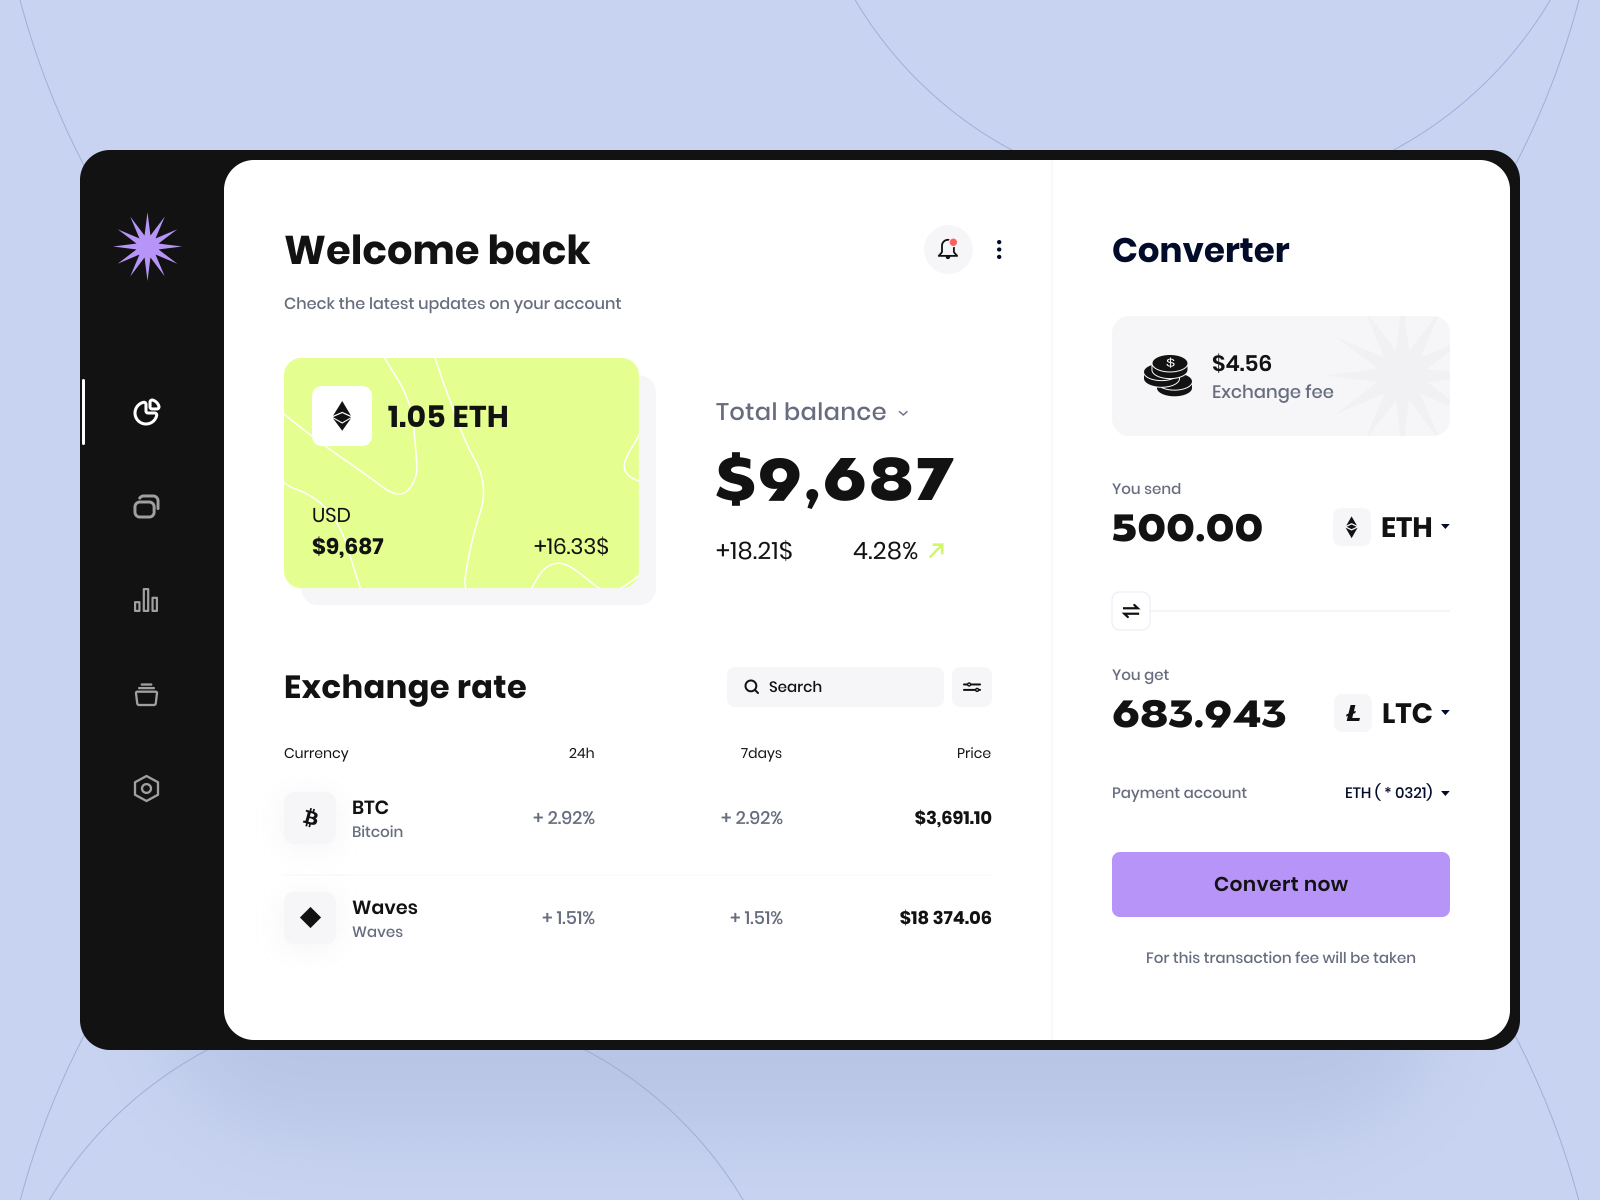 Welcome back
Check the latest updates on your account
1.05 ETH
USD
$9,687
+16.33$
Total balance
$9,687
+18.21$ 4.28%
Exchange rate
Search
Currency 24h 7days Price
BTC
Bitcoin
+ 2.92% + 2.92% $3,691.10
Waves
Waves
+ 1.51% + 1.51% $18 374.06
Converter
$4.56
Exchange fee
You send
500.00 ETH
You get
683.943 LTC
Payment account ETH ( * 0321)
Convert now
For this transaction fee will be taken